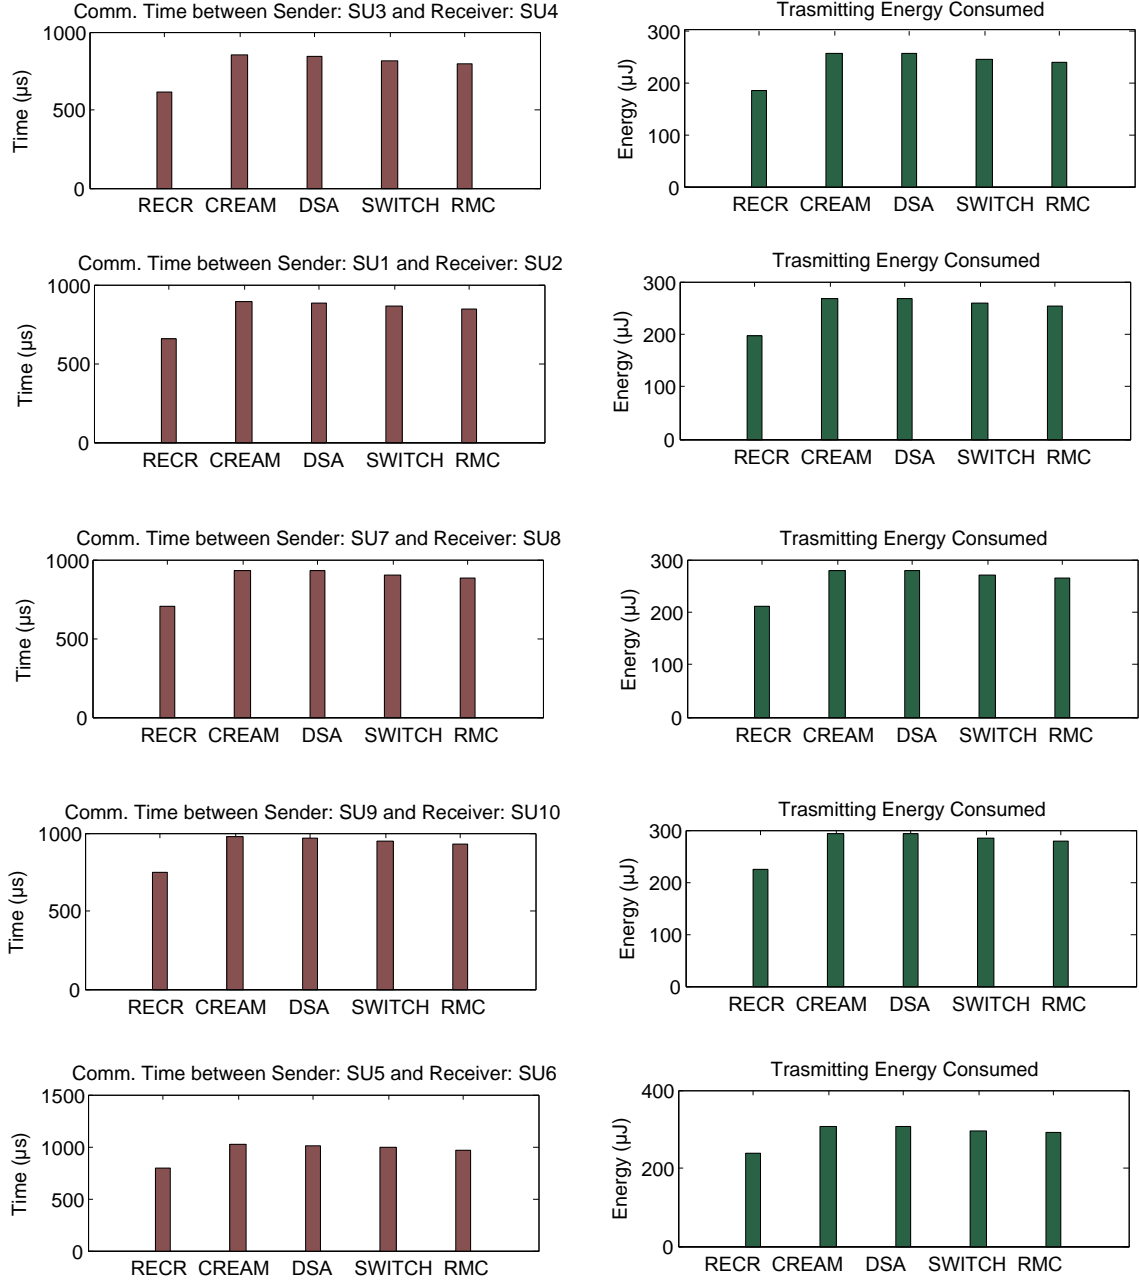 Comm. Time between Sender: SU3 and Receiver: SU4
1000
500
0
Time (µs)
RECR CREAM DSA SWITCH RMC
Trasmitting Energy Consumed
300
200
100
0
Energy (µJ)
RECR CREAM DSA SWITCH RMC
Comm. Time between Sender: SU1 and Receiver: SU2
1000
500
0
Time (µs)
RECR CREAM DSA SWITCH RMC
Trasmitting Energy Consumed
300
200
100
0
Energy (µJ)
RECR CREAM DSA SWITCH RMC
Comm. Time between Sender: SU7 and Receiver: SU8
1000
500
0
Time (µs)
RECR CREAM DSA SWITCH RMC
Trasmitting Energy Consumed
300
200
100
0
Energy (µJ)
RECR CREAM DSA SWITCH RMC
Comm. Time between Sender: SU9 and Receiver: SU10
1000
500
0
Time (µs)
RECR CREAM DSA SWITCH RMC
Trasmitting Energy Consumed
300
200
100
0
Energy (µJ)
RECR CREAM DSA SWITCH RMC
Comm. Time between Sender: SU5 and Receiver: SU6
1500
1000
500
0
Time (µs)
RECR CREAM DSA SWITCH RMC
Trasmitting Energy Consumed
400
200
0
Energy (µJ)
RECR CREAM DSA SWITCH RMC